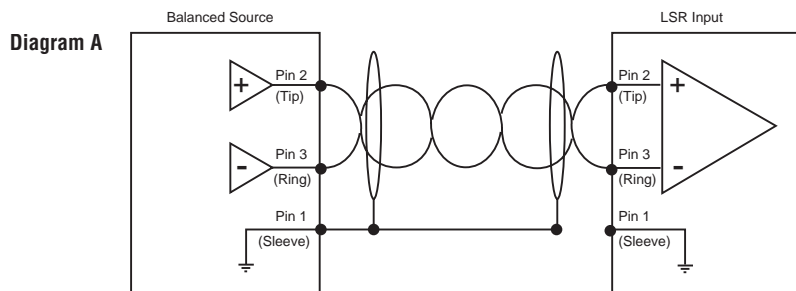 Balanced Source
LSR Input
Diagram A
+
Pin 2
(Tip)
-
Pin 3
(Ring)
Pin 1
(Sleeve)
Pin 2
(Tip)
+
Pin 3
(Ring)
-
Pin 1
(Sleeve)